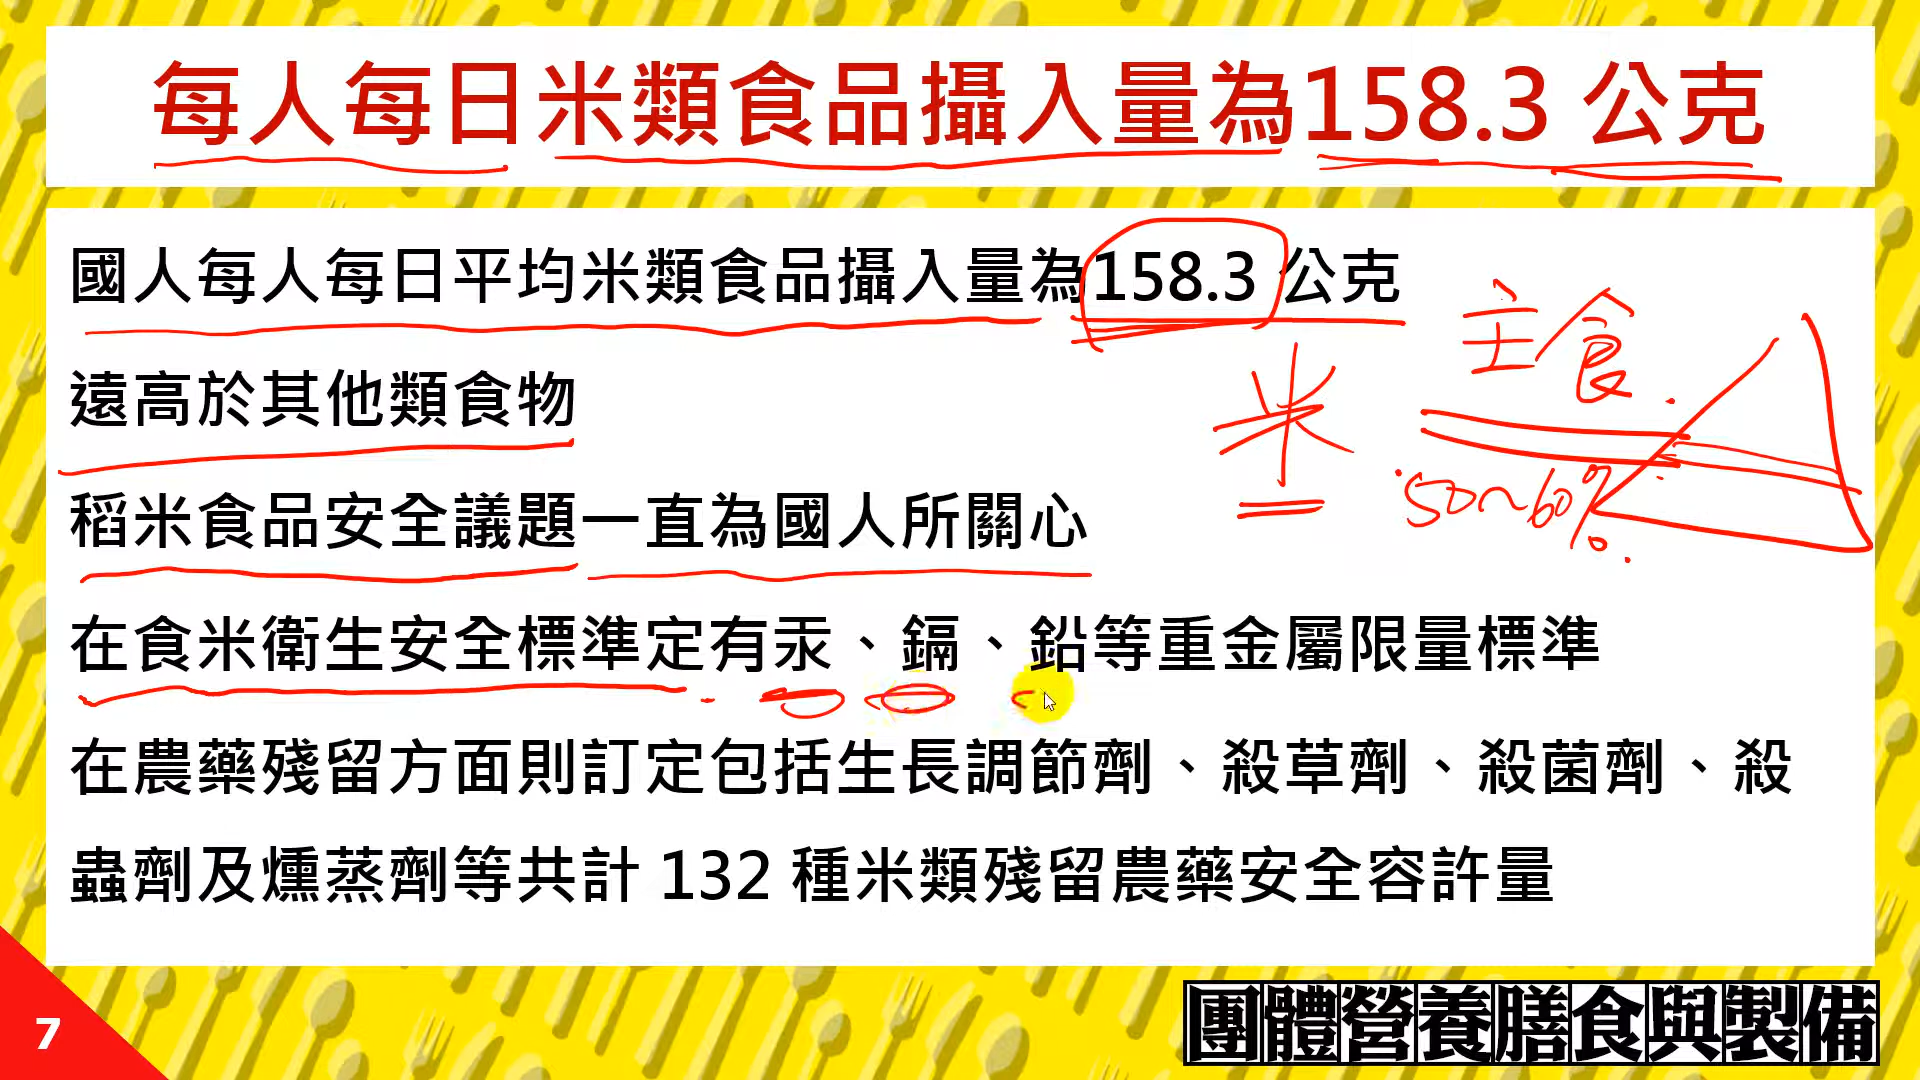 每人每日米類食品攝入量為158.3 公克
國人每人每日平均米類食品攝入量為158.3 公克
遠高於其他類食物
稻米食品安全議題一直為國人所關心
在食米衛生安全標準定有汞、鎘、鉛等重金屬限量標準
在農藥殘留方面則訂定包括生長調節劑、殺草劑、殺菌劑、殺
蟲劑及燻蒸劑等共計 132 種米類殘留農藥安全容許量
主食
米
50~60%
7
團體營養膳食與製備